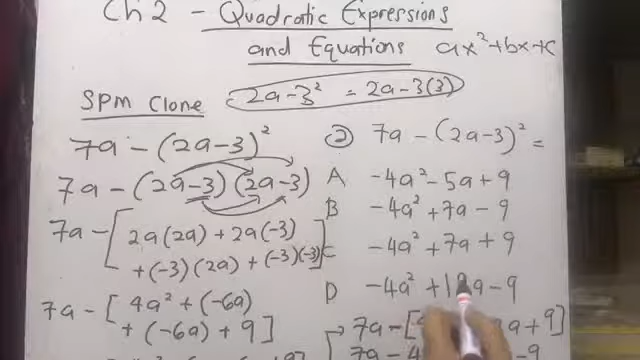 Ch 2 - Quadratic Expressions
and Equations ax² + bx + c
SPM Clone
2a - 3² = 2a - 3(3)
7a - (2a - 3)²
7a - (2a - 3)(2a - 3)
7a - [2a(2a) + 2a(-3)
+ (-3)(2a) + (-3)(-3)]
7a - [4a² + (-6a)
+ (-6a) + 9]
② 7a - (2a - 3)² =
A -4a² - 5a + 9
B -4a² + 7a - 9
C -4a² + 7a + 9
D -4a² + a - 9
7a - [ a + 9]
7a - 4 - 9